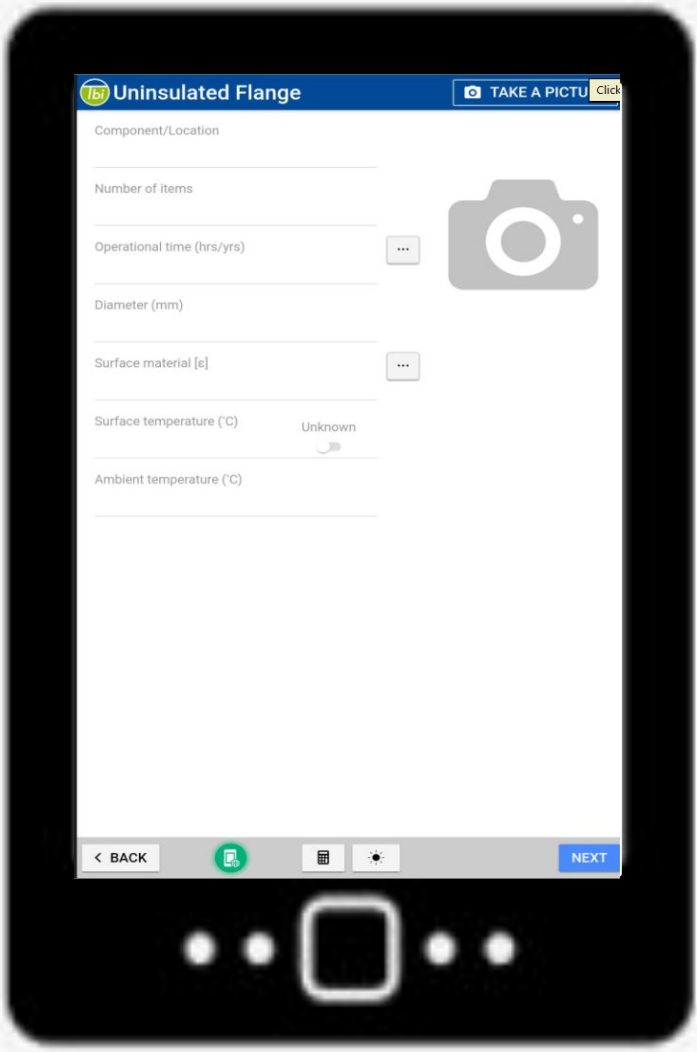 Tbi Uninsulated Flange
TAKE A PICTU
Click
Component/Location
Number of items
Operational time (hrs/yrs)
...
Diameter (mm)
Surface material [ε]
...
Surface temperature (°C)
Unknown
Ambient temperature (°C)
< BACK
NEXT